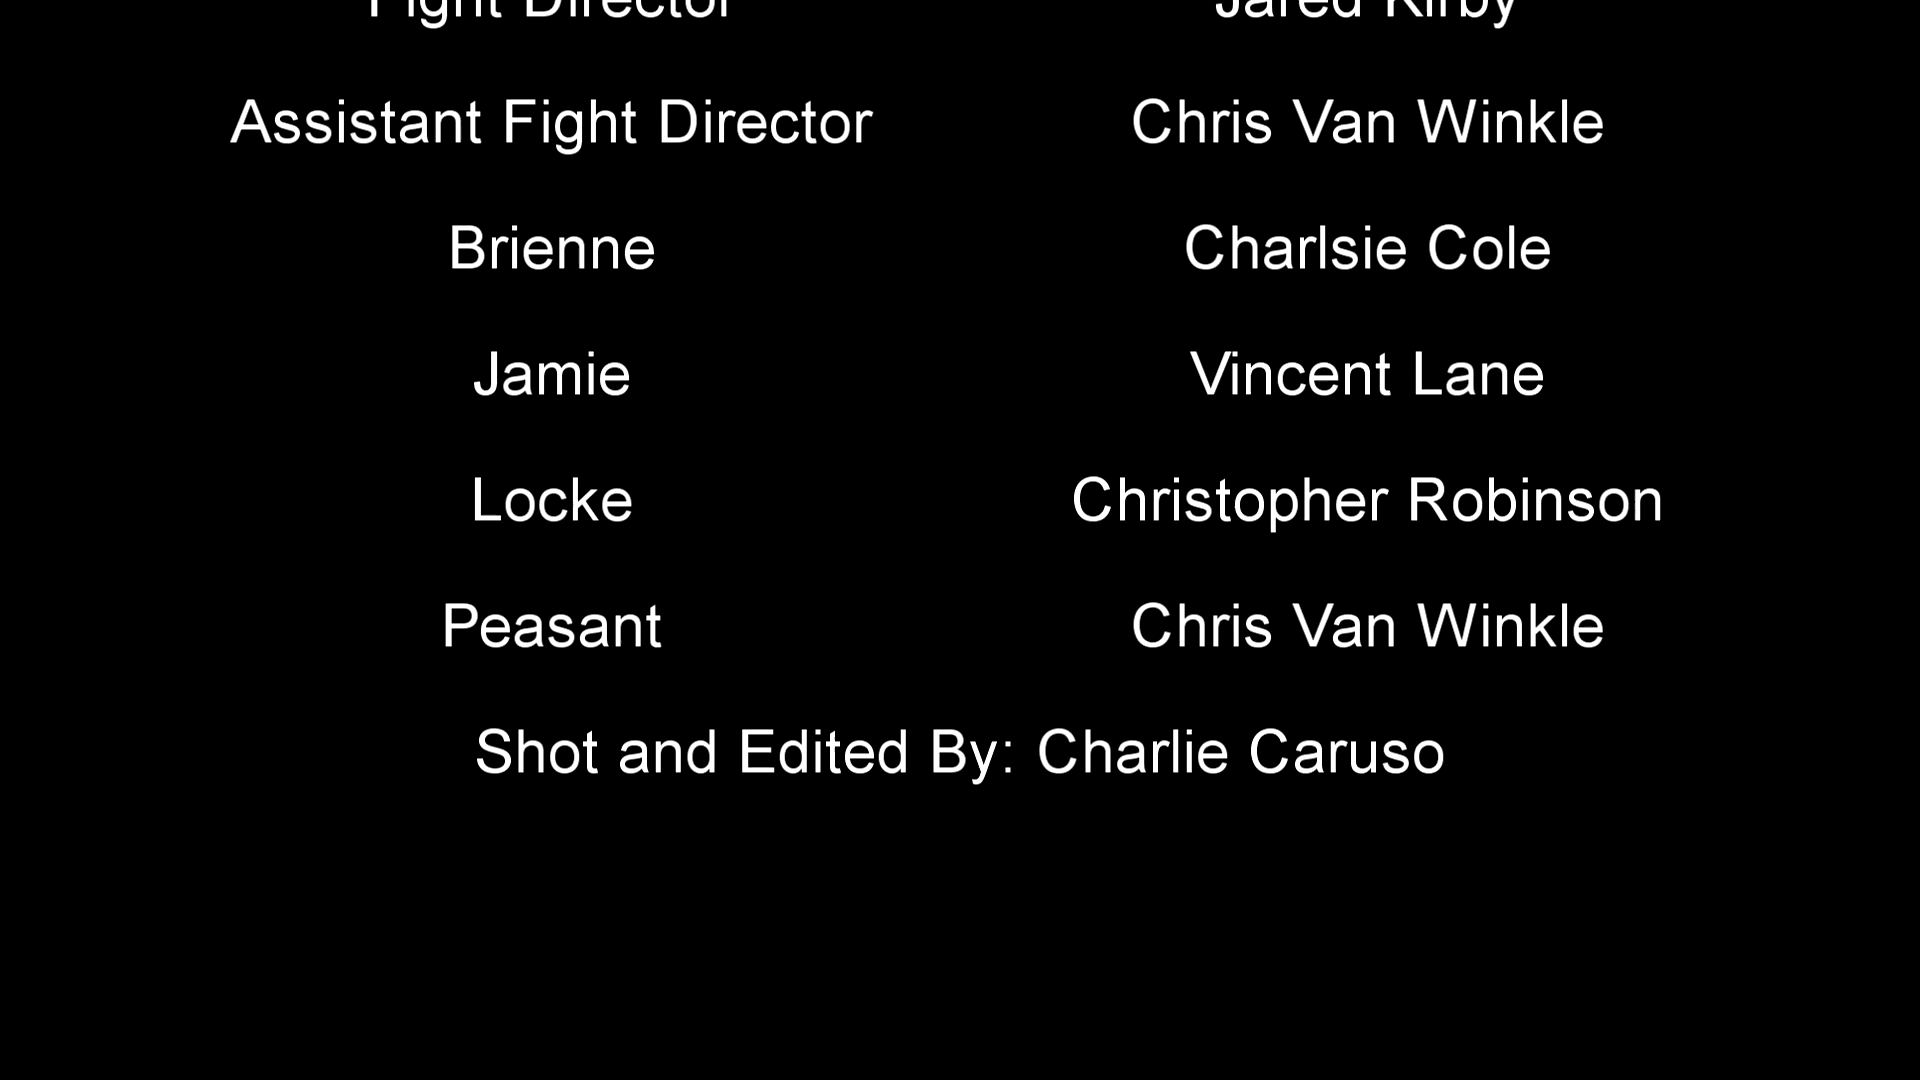 Fight Director Jared Kirby
Assistant Fight Director Chris Van Winkle
Brienne Charlsie Cole
Jamie Vincent Lane
Locke Christopher Robinson
Peasant Chris Van Winkle
Shot and Edited By: Charlie Caruso